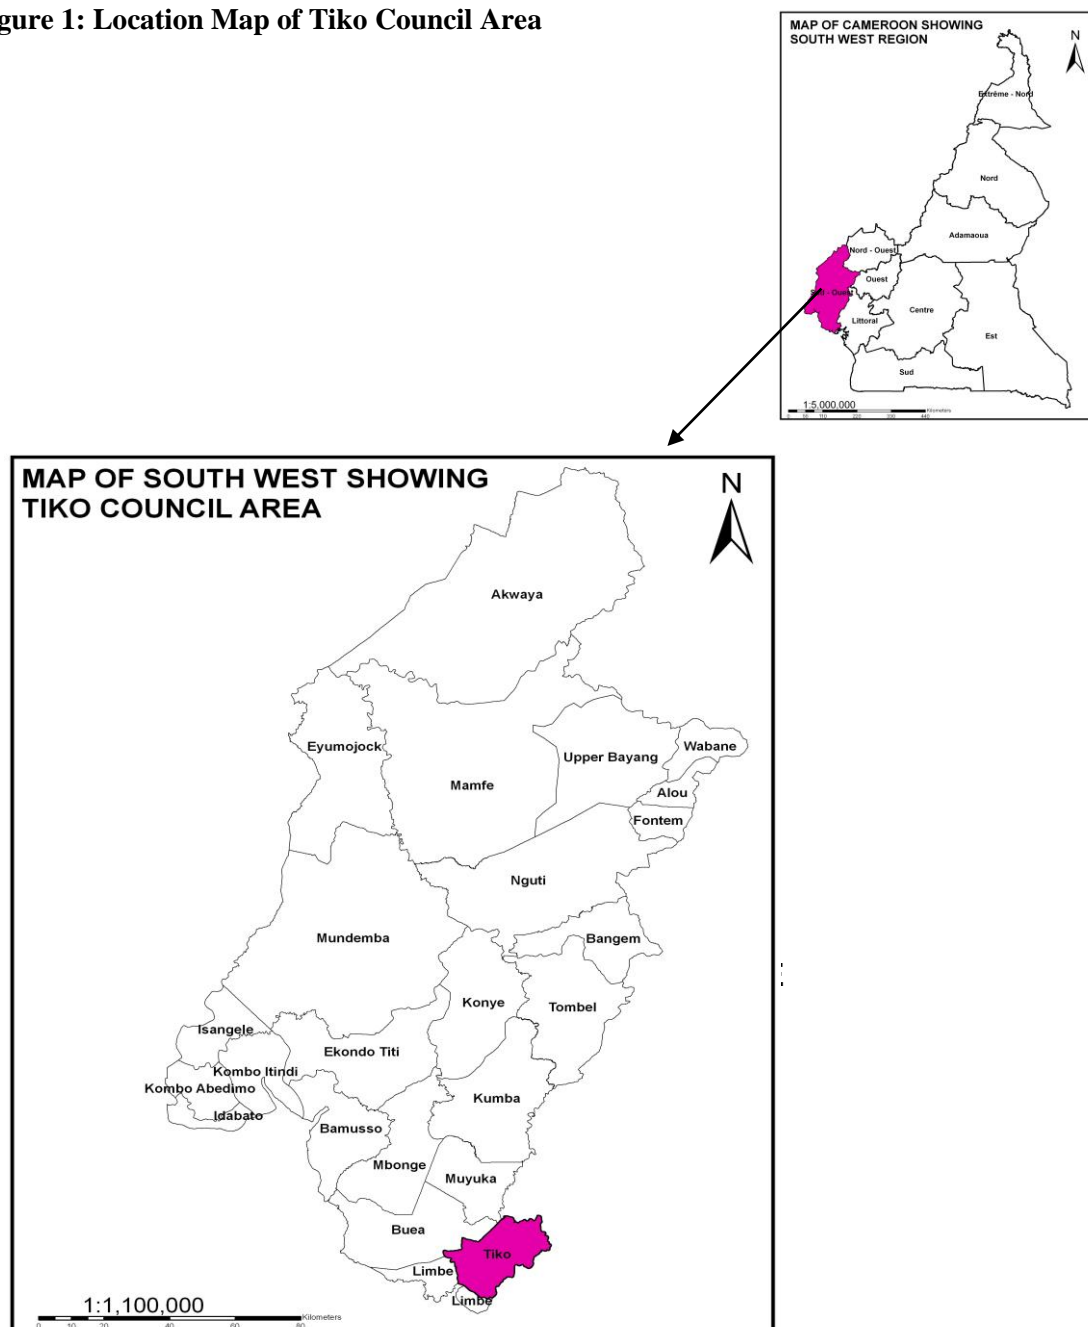 gure 1: Location Map of Tiko Council Area
MAP OF CAMEROON SHOWING
SOUTH WEST REGION
N
Extrême - Nord
Nord
Adamaoua
Nord - Ouest
Ouest
Sud - Ouest
Centre
Littoral
Est
Sud
1:5,000,000
Kilometers
MAP OF SOUTH WEST SHOWING
TIKO COUNCIL AREA
N
Akwaya
Eyumojock
Upper Bayang
Wabane
Mamfe
Alou
Fontem
Nguti
Mundemba
Bangem
Konye
Tombel
Isangele
Ekondo Titi
Kombo Itindi
Kombo Abedimo
Kumba
Idabato
Bamusso
Mbonge
Muyuka
Buea
Tiko
Limbe
Limbe
1:1,100,000
Kilometers